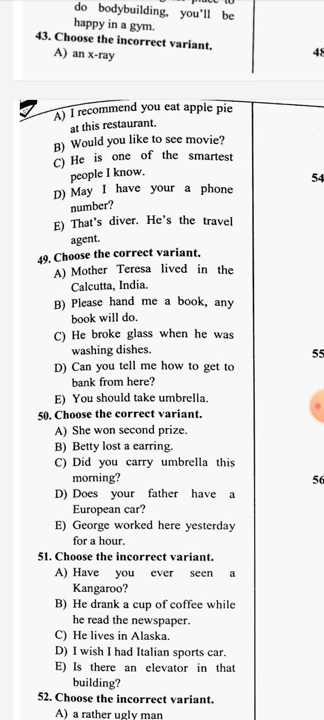 do bodybuilding, you'll be
happy in a gym.
43. Choose the incorrect variant.
A) an x-ray
48
A) I recommend you eat apple pie
at this restaurant.
B) Would you like to see movie?
C) He is one of the smartest
people I know.
D) May I have your a phone
number?
E) That's diver. He's the travel
agent.
49. Choose the correct variant.
A) Mother Teresa lived in the
Calcutta, India.
B) Please hand me a book, any
book will do.
C) He broke glass when he was
washing dishes.
D) Can you tell me how to get to
bank from here?
E) You should take umbrella.
50. Choose the correct variant.
A) She won second prize.
B) Betty lost a earring.
C) Did you carry umbrella this
morning?
D) Does your father have a
European car?
E) George worked here yesterday
for a hour.
51. Choose the incorrect variant.
A) Have you ever seen a
Kangaroo?
B) He drank a cup of coffee while
he read the newspaper.
C) He lives in Alaska.
D) I wish I had Italian sports car.
E) Is there an elevator in that
building?
52. Choose the incorrect variant.
A) a rather ugly man
54
55
56